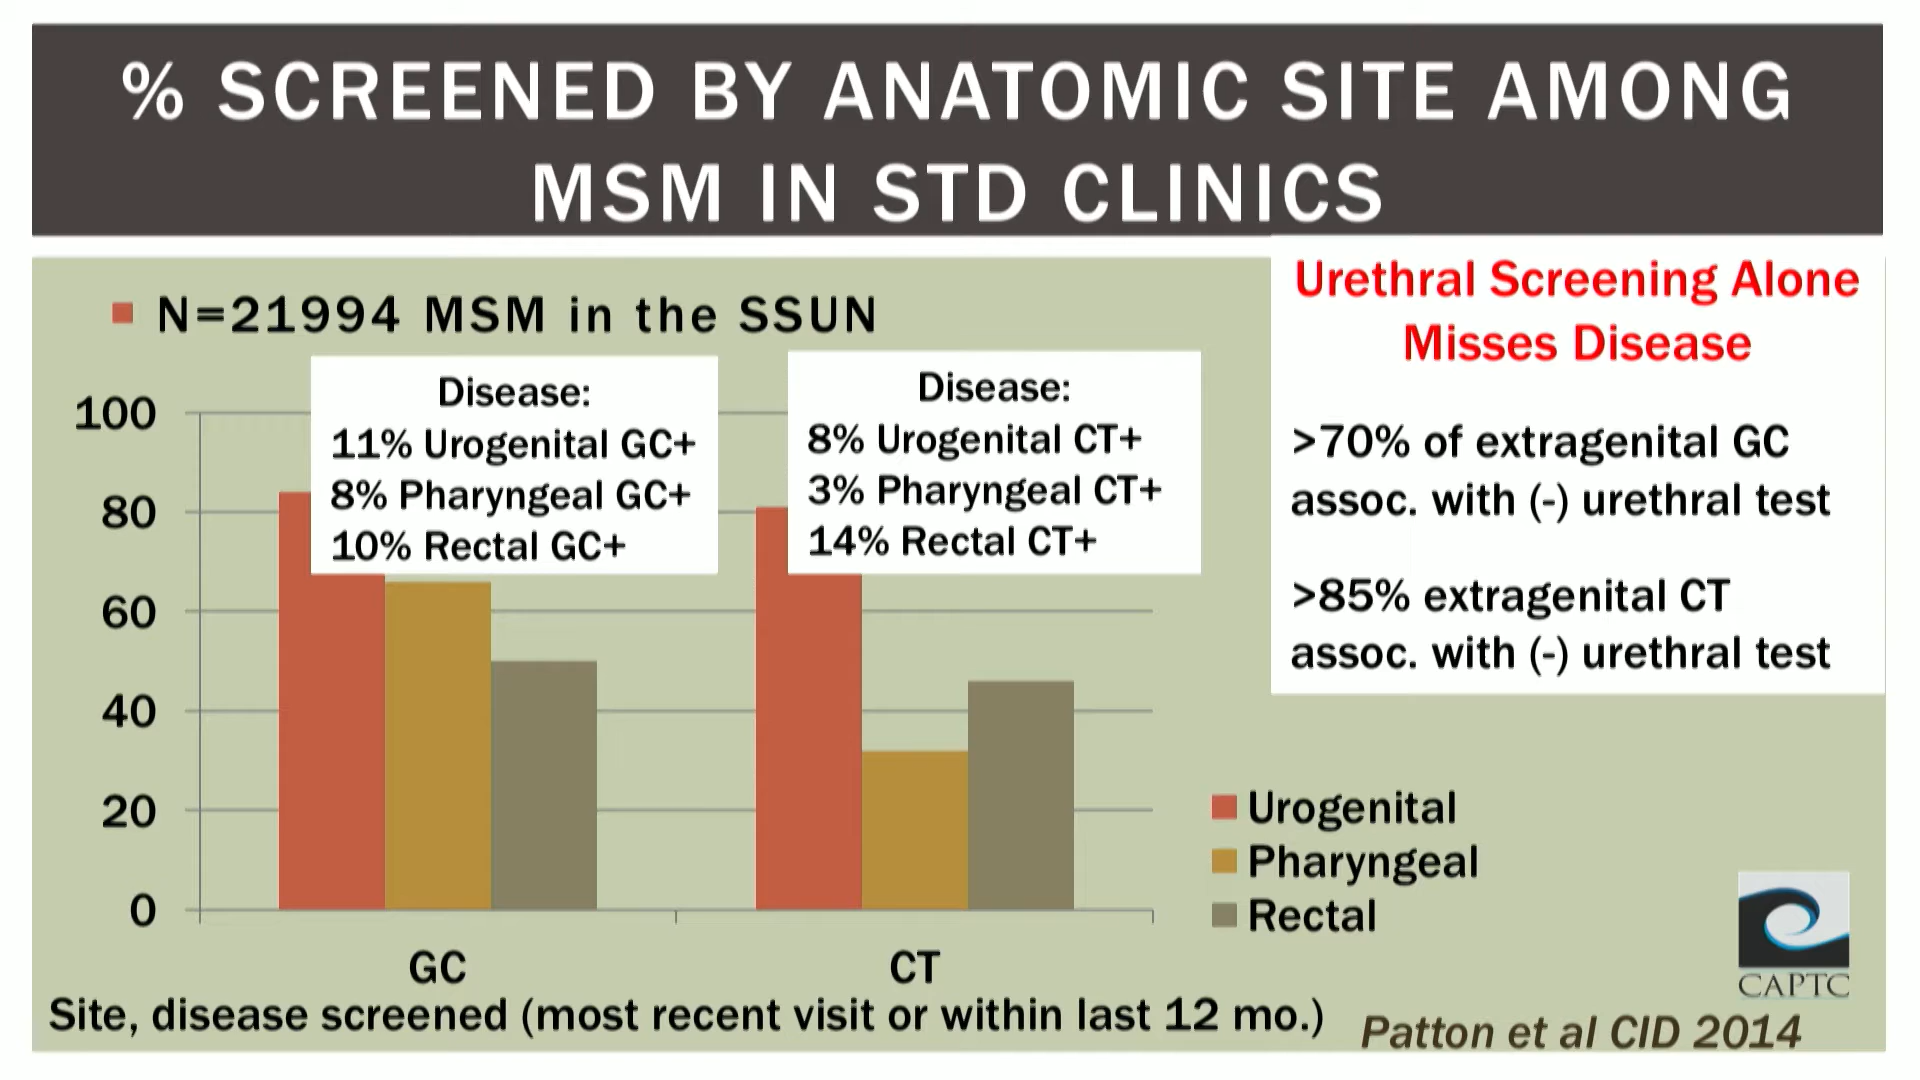 % SCREENED BY ANATOMIC SITE AMONG
MSM IN STD CLINICS
N=21994 MSM in the SSUN
Urethral Screening Alone
Misses Disease
>70% of extragenital GC
assoc. with (-) urethral test
>85% extragenital CT
assoc. with (-) urethral test
Disease:
11% Urogenital GC+
8% Pharyngeal GC+
10% Rectal GC+
Disease:
8% Urogenital CT+
3% Pharyngeal CT+
14% Rectal CT+
100
80
60
40
20
0
GC
CT
Urogenital
Pharyngeal
Rectal
CAPTC
Site, disease screened (most recent visit or within last 12 mo.)
Patton et al CID 2014